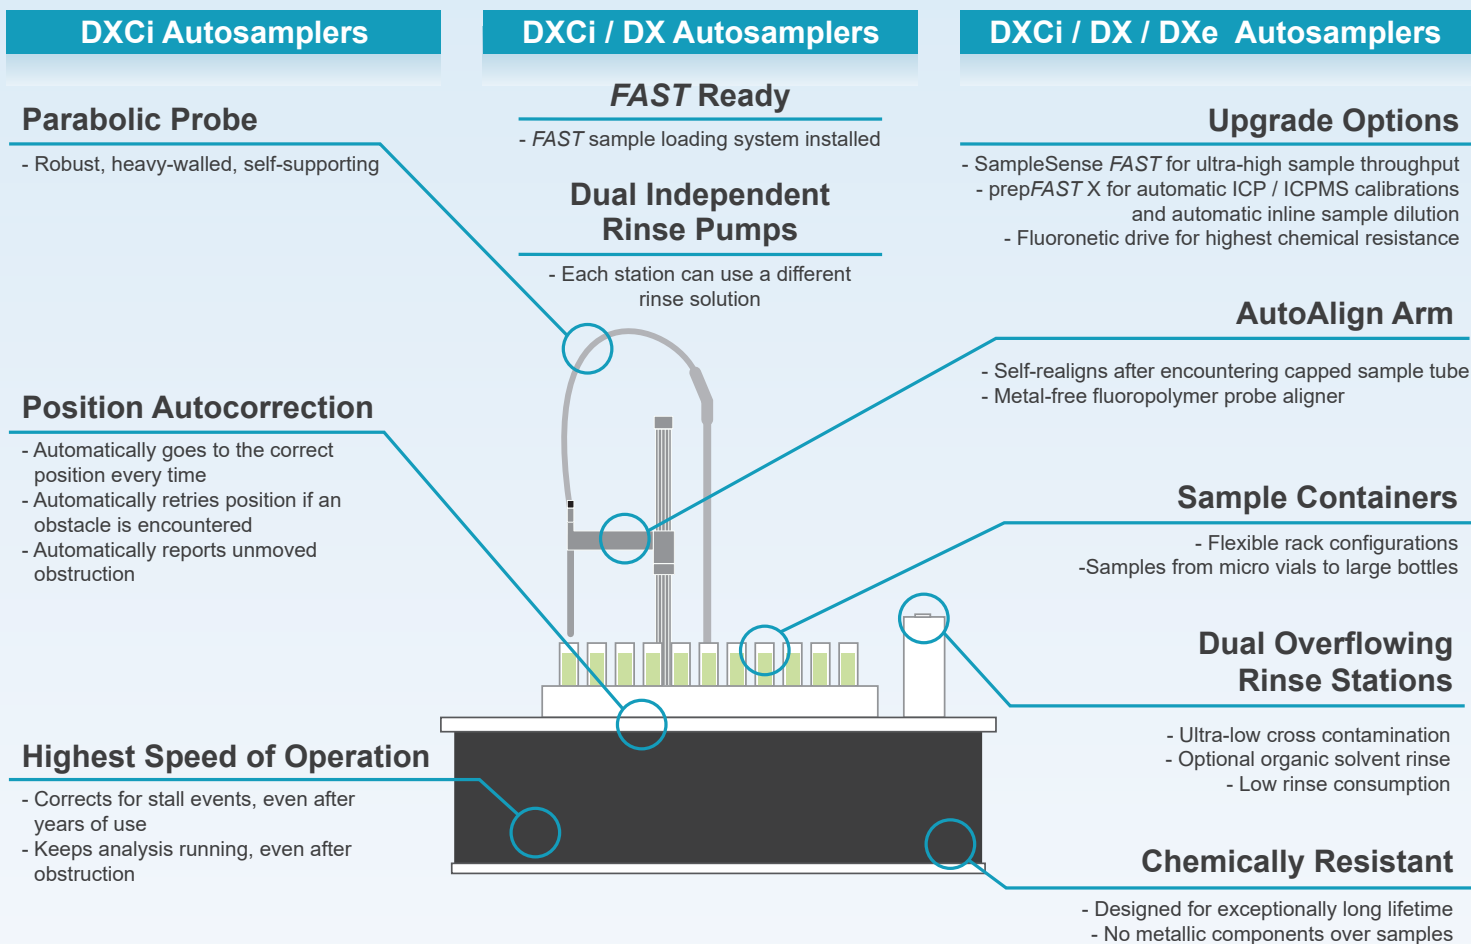 DXCi Autosamplers
Parabolic Probe
- Robust, heavy-walled, self-supporting
Position Autocorrection
- Automatically goes to the correct
position every time
- Automatically retries position if an
obstacle is encountered
- Automatically reports unmoved
obstruction
Highest Speed of Operation
- Corrects for stall events, even after
years of use
- Keeps analysis running, even after
obstruction
DXCi / DX Autosamplers
FAST Ready
- FAST sample loading system installed
Dual Independent
Rinse Pumps
- Each station can use a different
rinse solution
DXCi / DX / DXe Autosamplers
Upgrade Options
- SampleSense FAST for ultra-high sample throughput
- prepFAST X for automatic ICP / ICPMS calibrations
and automatic inline sample dilution
- Fluoronetic drive for highest chemical resistance
AutoAlign Arm
- Self-realigns after encountering capped sample tube
- Metal-free fluoropolymer probe aligner
Sample Containers
- Flexible rack configurations
-Samples from micro vials to large bottles
Dual Overflowing
Rinse Stations
- Ultra-low cross contamination
- Optional organic solvent rinse
- Low rinse consumption
Chemically Resistant
- Designed for exceptionally long lifetime
- No metallic components over samples